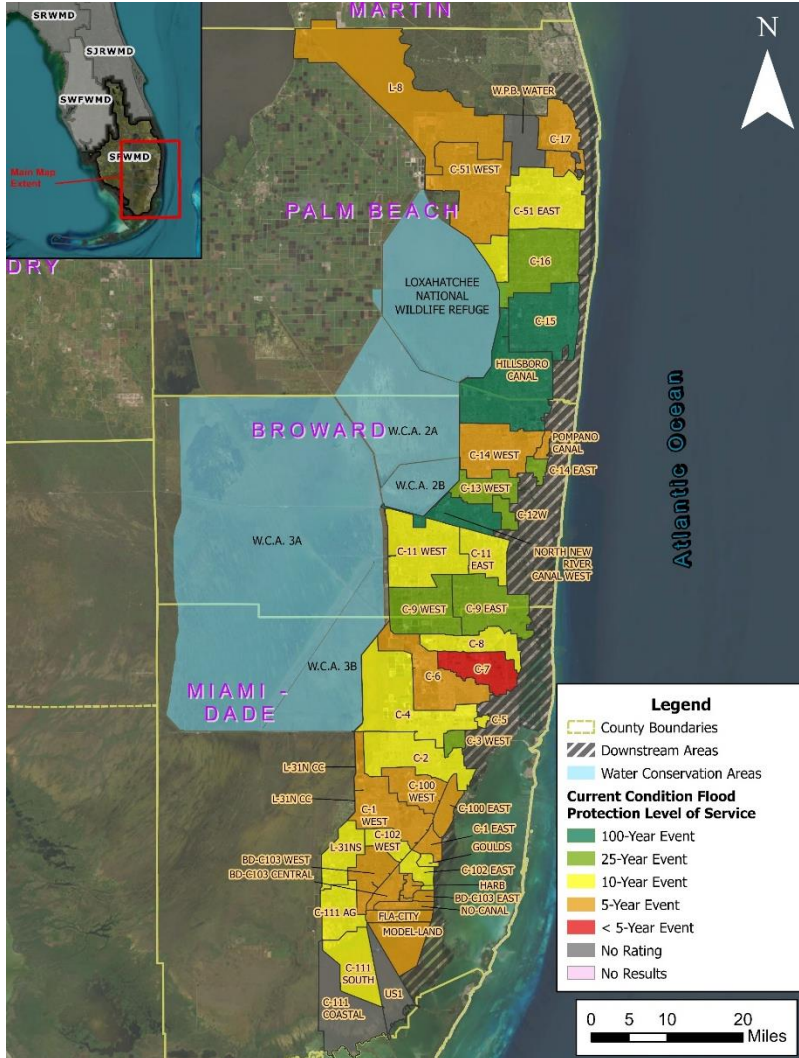 MARTIN
SRWMD
SJRWMD
SWFWMD
SFWMD
Main Map
Extent
N
L-8
W.P.B. WATER
C-17
C-51 WEST
PALM BEACH
C-51 EAST
DRY
C-16
LOXAHATCHEE
NATIONAL
WILDLIFE REFUGE
C-15
HILLSBORO
CANAL
BROWARD
W.C.A. 2A
POMPANO
CANAL
C-14 WEST
C-14 EAST
W.C.A. 2B
C-13 WEST
C-12W
Atlantic Ocean
W.C.A. 3A
C-11 WEST
C-11
EAST
NORTH NEW
RIVER
CANAL WEST
C-9 WEST
C-9 EAST
C-8
W.C.A. 3B
C-7
C-6
MIAMI -
DADE
C-4
C-5
C-3 WEST
C-2
L-31N CC
L-31N CC
C-100
WEST
C-100 EAST
C-1
WEST
C-1 EAST
C-102
WEST
GOULDS
L-31NS
BD-C103 WEST
C-102 EAST
BD-C103 CENTRAL
HARB
BD-C103 EAST
NO-CANAL
C-111 AG
FLA-CITY
MODEL-LAND
C-111
SOUTH
US1
C-111
COASTAL
Legend
County Boundaries
Downstream Areas
Water Conservation Areas
Current Condition Flood
Protection Level of Service
100-Year Event
25-Year Event
10-Year Event
5-Year Event
< 5-Year Event
No Rating
No Results
0 5 10 20
Miles